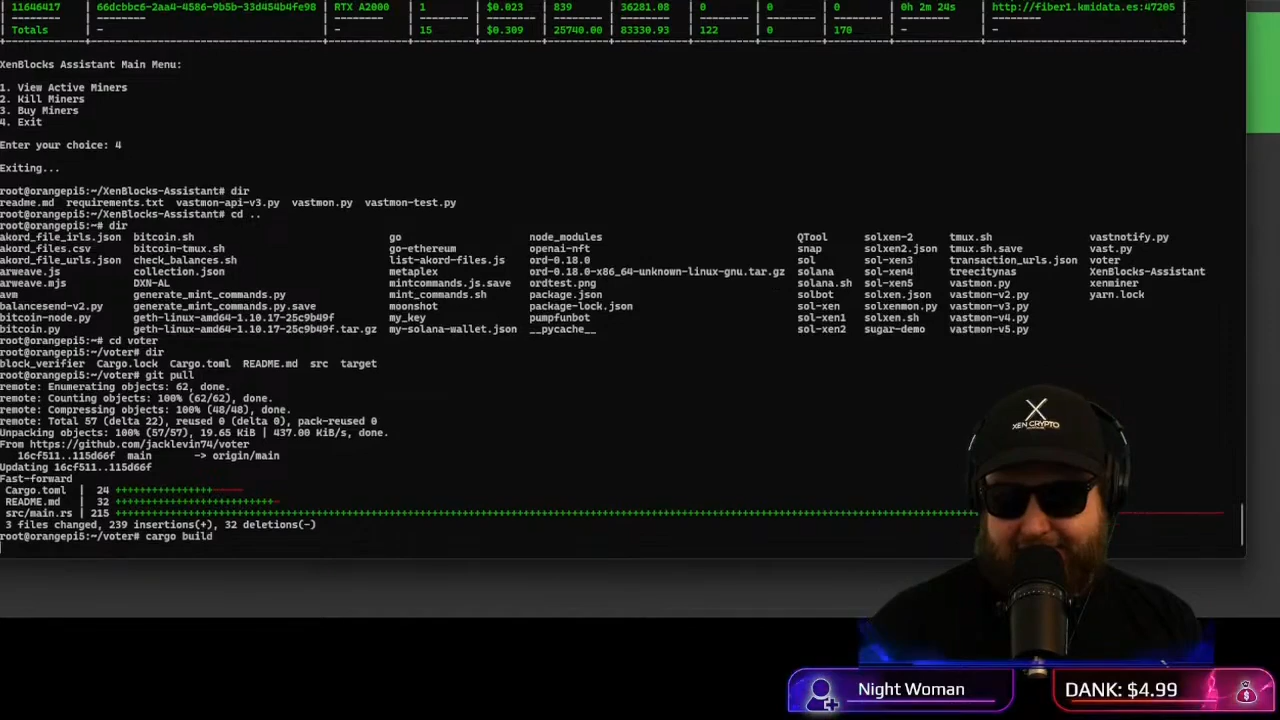 | 11646417 | 66dcbbc6-2aa4-4586-9b5b-33d454b4fe98 | RTX A2000 | 1 | $0.023 | 839 | 36281.08 | 0 | 0 | 0 | 0h 2m 24s | http://fiber1.kmidata.es:47205 |
| Totals | - | - | 15 | $0.309 | 25740.00 | 83330.93 | 122 | 0 | 170 | - | - |
XenBlocks Assistant Main Menu:
1. View Active Miners
2. Kill Miners
3. Buy Miners
4. Exit
Enter your choice: 4
Exiting...
root@orangepi5:~/XenBlocks-Assistant# dir
readme.md requirements.txt vastmon-api-v3.py vastmon.py vastmon-test.py
root@orangepi5:~/XenBlocks-Assistant# cd ..
root@orangepi5:~# dir
akord_file_irls.json bitcoin.sh go node_modules QTool solxen-2 tmux.sh vastnotify.py
akord_files.csv bitcoin-tmux.sh go-ethereum openai-nft snap solxen2.json tmux.sh.save vast.py
akord_file_urls.json check_balances.sh list-akord-files.js ord-0.18.0 sol sol-xen3 transaction_urls.json voter
arweave.js collection.json metaplex ord-0.18.0-x86_64-unknown-linux-gnu.tar.gz solana sol-xen4 treecitynas XenBlocks-Assistant
arweave.mjs DXN-AL mintcommands.js.save ordtest.png solana.sh sol-xen5 vastmon.py xenminer
avm generate_mint_commands.py mint_commands.sh package.json solbot solxen.json vastmon-v2.py yarn.lock
balancesend-v2.py generate_mint_commands.py.save moonshot package-lock.json sol-xen solxenmon.py vastmon-v3.py
bitcoin-node.py geth-linux-amd64-1.10.17-25c9b49f my_key pumpfunbot sol-xen1 solxen.sh vastmon-v4.py
bitcoin.py geth-linux-amd64-1.10.17-25c9b49f.tar.gz my-solana-wallet.json __pycache__ sol-xen2 sugar-demo vastmon-v5.py
root@orangepi5:~# cd voter
root@orangepi5:~/voter# dir
block_verifier Cargo.lock Cargo.toml README.md src target
root@orangepi5:~/voter# git pull
remote: Enumerating objects: 62, done.
remote: Counting objects: 100% (62/62), done.
remote: Compressing objects: 100% (48/48), done.
remote: Total 57 (delta 22), reused 0 (delta 0), pack-reused 0
Unpacking objects: 100% (57/57), 19.65 KiB | 437.00 KiB/s, done.
From https://github.com/jacklevin74/voter
16cf511..115d66f main -> origin/main
Updating 16cf511..115d66f
Fast-forward
Cargo.toml | 24
README.md | 32
src/main.rs | 215
3 files changed, 239 insertions(+), 32 deletions(-)
root@orangepi5:~/voter# cargo build
XEN CRYPTO
Night Woman
DANK: $4.99